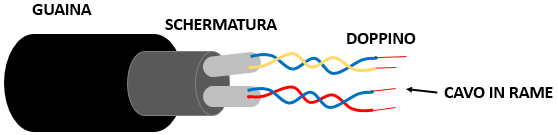 GUAINA
SCHERMATURA
DOPPINO
CAVO IN RAME